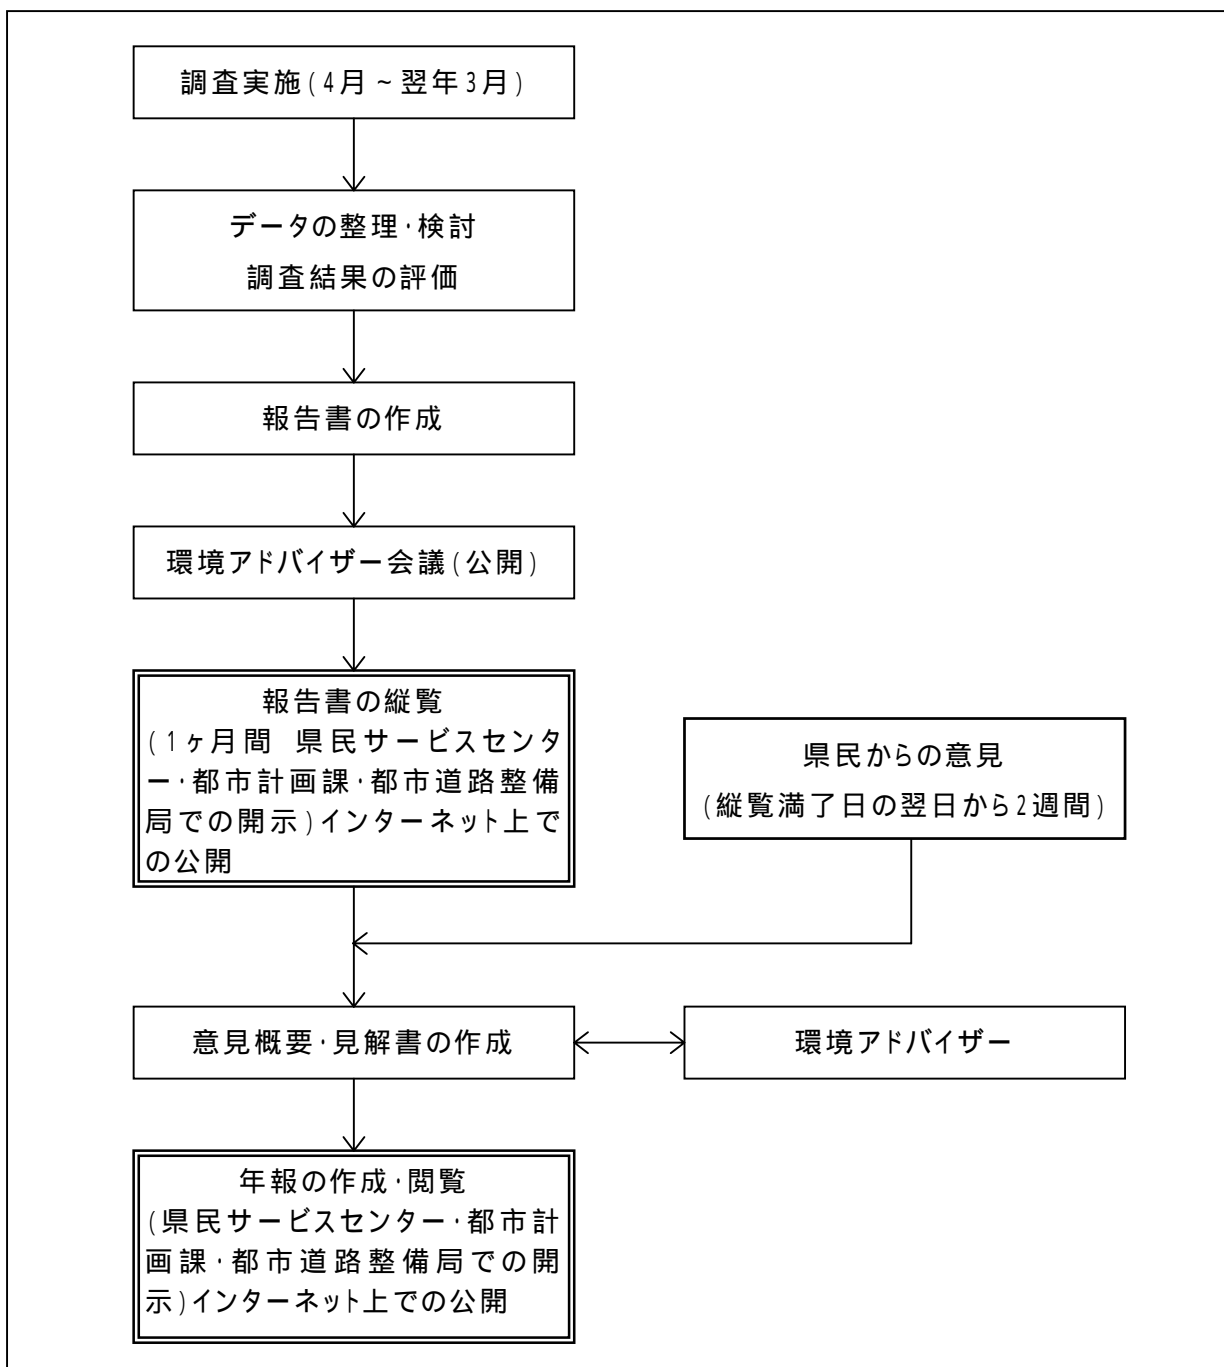 調査実施(4月~翌年3月)
データの整理・検討
調査結果の評価
報告書の作成
環境アドバイザー会議(公開)
報告書の縦覧
(1ヶ月間 県民サービスセンタ
ー・都市計画課・都市道路整備
局での開示)インターネット上で
の公開
県民からの意見
(縦覧満了日の翌日から2週間)
意見概要・見解書の作成
環境アドバイザー
年報の作成・閲覧
(県民サービスセンター・都市計
画課・都市道路整備局での開
示)インターネット上での公開